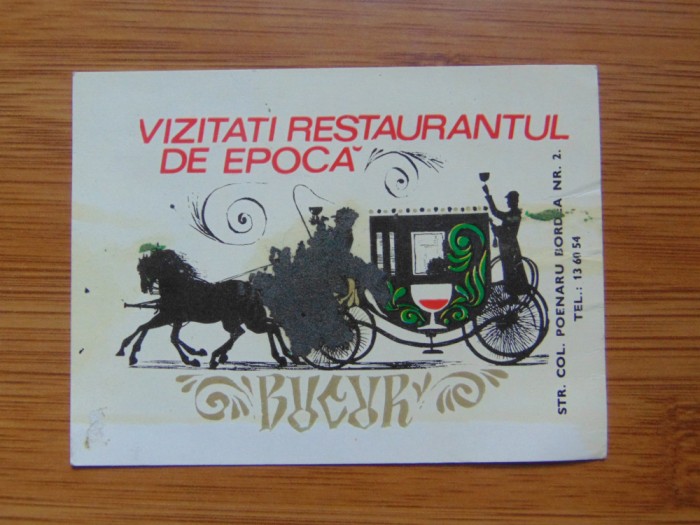 VIZITATI RESTAURANTUL
DE EPOCĂ
BUCUR
STR. COL. POENARU BORDEA NR. 2.
TEL.: 13 60 54